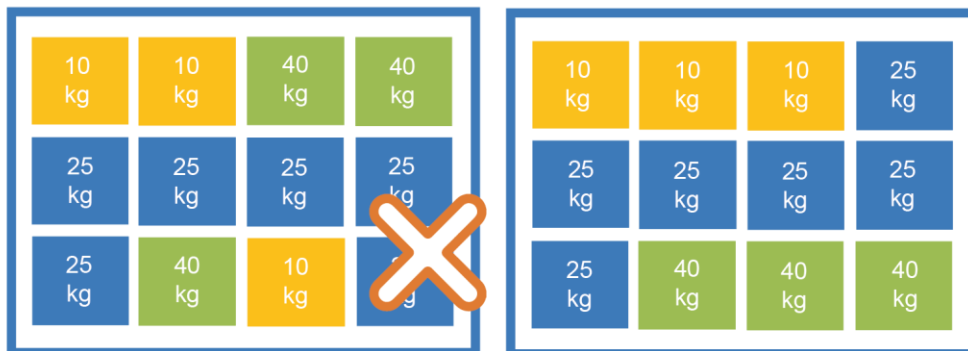 10 10 40 40
kg kg kg kg
25 25 25 25
kg kg kg kg
25 40 10
kg kg kg
10 10 10 25
kg kg kg kg
25 25 25 25
kg kg kg kg
25 40 40 40
kg kg kg kg